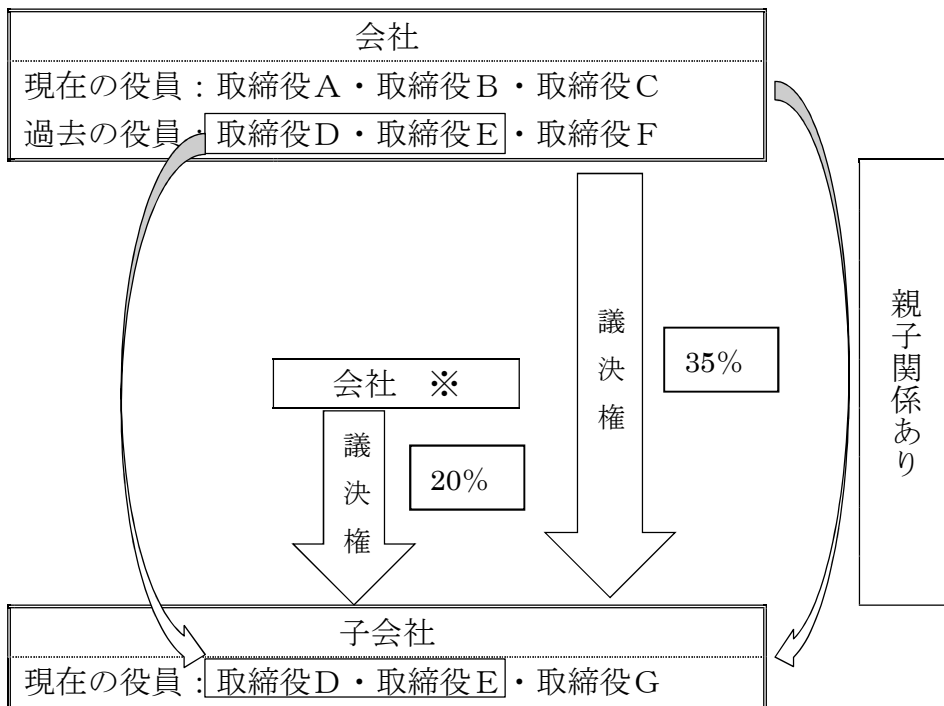 会社
現在の役員：取締役A・取締役B・取締役C
過去の役員：取締役D・取締役E・取締役F
親子関係あり
議決権
35%
会社　※
議決権
20%
子会社
現在の役員：取締役D・取締役E・取締役G